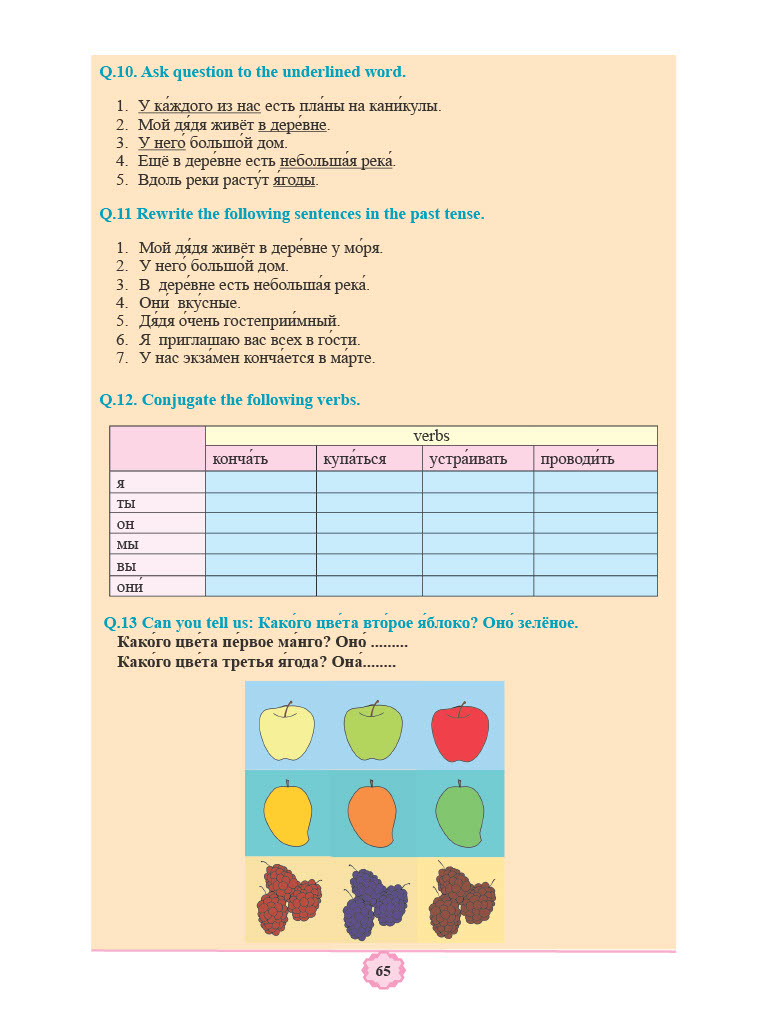 Q.10. Ask question to the underlined word.
1. У ка́ждого из нас есть пла́ны на кани́кулы.
2. Мой дя́дя живёт в дере́вне.
3. У него́ большо́й дом.
4. Ещё в дере́вне есть небольша́я река́.
5. Вдоль реки расту́т я́годы.
Q.11 Rewrite the following sentences in the past tense.
1. Мой дя́дя живёт в дере́вне у мо́ря.
2. У него́ большо́й дом.
3. В дере́вне есть небольша́я река́.
4. Они́ вку́сные.
5. Дя́дя о́чень гостеприи́мный.
6. Я приглашаю вас всех в го́сти.
7. У нас экза́мен конча́ется в ма́рте.
Q.12. Conjugate the following verbs.
verbs
конча́ть купа́ться устра́ивать проводи́ть
я
ты
он
мы
вы
они́
Q.13 Can you tell us: Како́го цве́та второ́е я́блоко? Оно́ зелёное.
Како́го цве́та пе́рвое ма́нго? Оно́ .........
Како́го цве́та третья я́года? Она́........
65